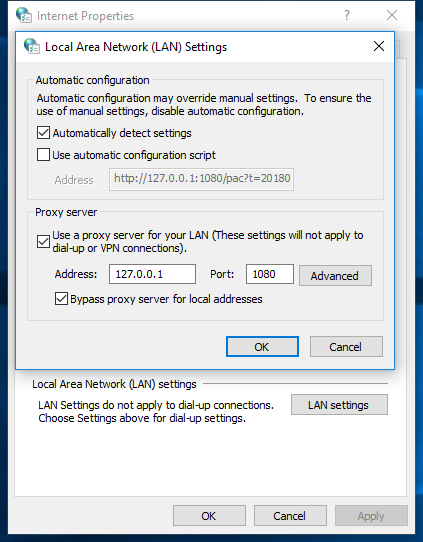 Internet Properties
Local Area Network (LAN) Settings
Automatic configuration
Automatic configuration may override manual settings. To ensure the
use of manual settings, disable automatic configuration.
Automatically detect settings
Use automatic configuration script
Address http://127.0.0.1:1080/pac?t=20180
Proxy server
Use a proxy server for your LAN (These settings will not apply to
dial-up or VPN connections).
Address: 127.0.0.1 Port: 1080 Advanced
Bypass proxy server for local addresses
OK Cancel
Local Area Network (LAN) settings
LAN Settings do not apply to dial-up connections. LAN settings
Choose Settings above for dial-up settings.
OK Cancel Apply